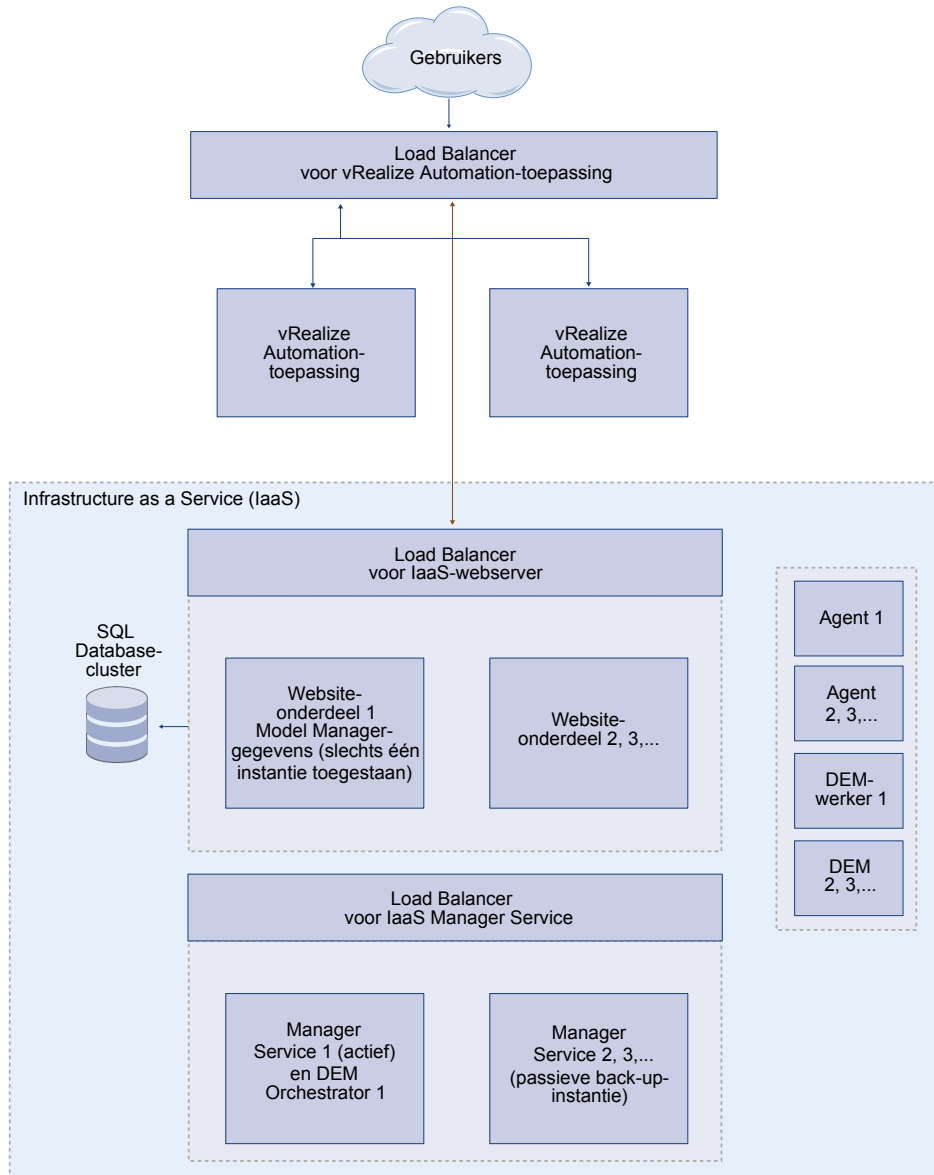 Gebruikers
Load Balancer
voor vRealize Automation-toepassing
vRealize
Automation-
toepassing
vRealize
Automation-
toepassing
Infrastructure as a Service (IaaS)
Load Balancer
voor IaaS-webserver
SQL
Database-
cluster
Website-
onderdeel 1
Model Manager-
gegevens (slechts één
instantie toegestaan)
Website-
onderdeel 2, 3,...
Agent 1
Agent
2, 3,...
DEM-
werker 1
DEM
2, 3,...
Load Balancer
voor IaaS Manager Service
Manager
Service 1 (actief)
en DEM
Orchestrator 1
Manager
Service 2, 3,...
(passieve back-up-
instantie)